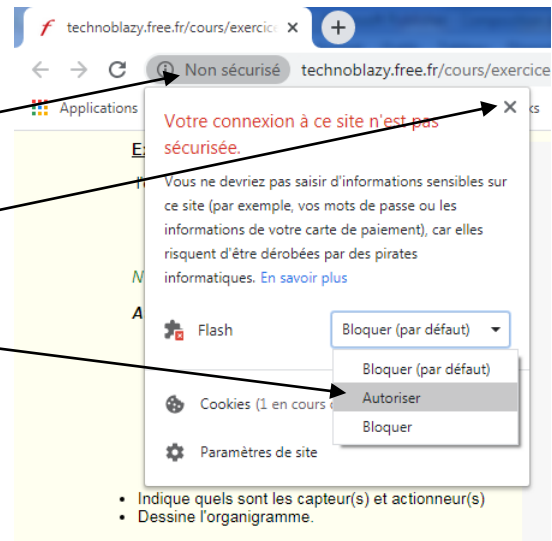 technoblazy.free.fr/cours/exercic
Non sécurisé technoblazy.free.fr/cours/exercice
Applications
ks
Votre connexion à ce site n'est pas
sécurisée.
Vous ne devriez pas saisir d'informations sensibles sur
ce site (par exemple, vos mots de passe ou les
informations de votre carte de paiement), car elles
risquent d'être dérobées par des pirates
informatiques. En savoir plus
Flash Bloquer (par défaut)
Bloquer (par défaut)
Autoriser
Bloquer
Cookies (1 en cours
Paramètres de site
• Indique quels sont les capteur(s) et actionneur(s)
• Dessine l'organigramme.